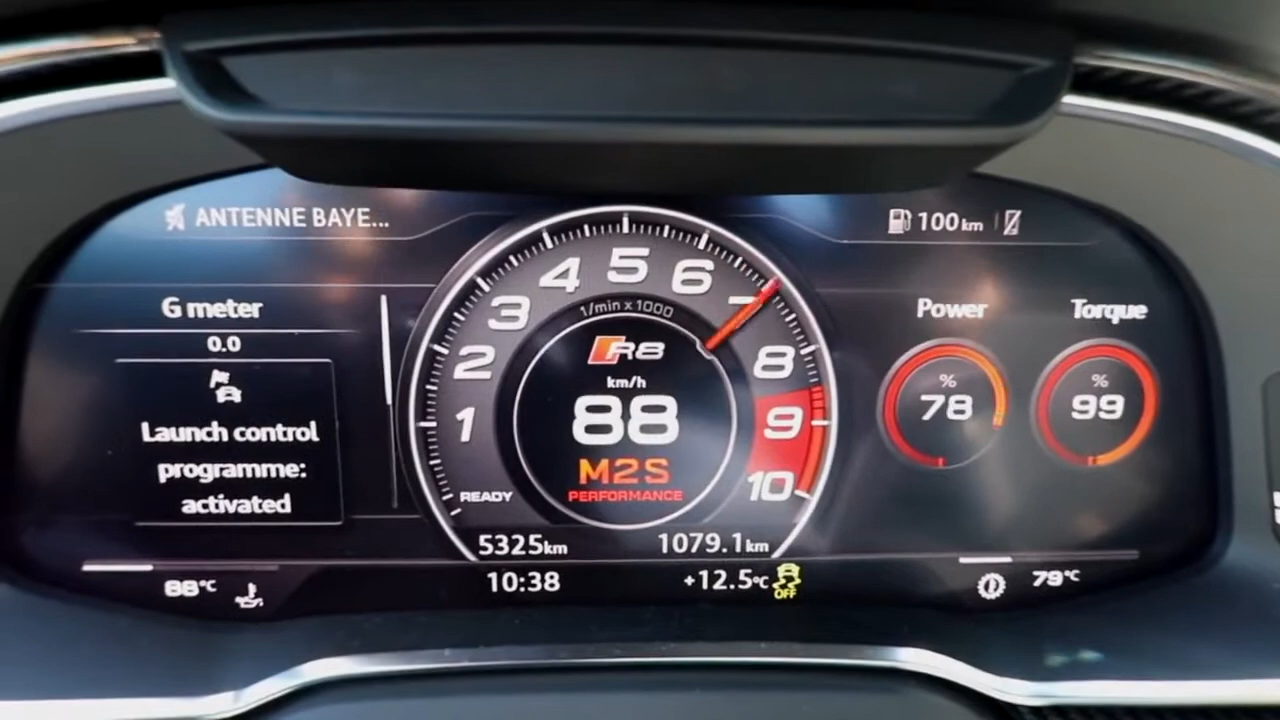 ANTENNE BAYE...
100 km
G meter
0.0
Launch control
programme:
activated
1
2
3
4
5
6
8
9
10
1/min x 1000
R8
km/h
88
M2S
PERFORMANCE
READY
Power
%
78
Torque
%
99
5325km
1079.1km
88°C
10:38
+12.5°C
OFF
79°C